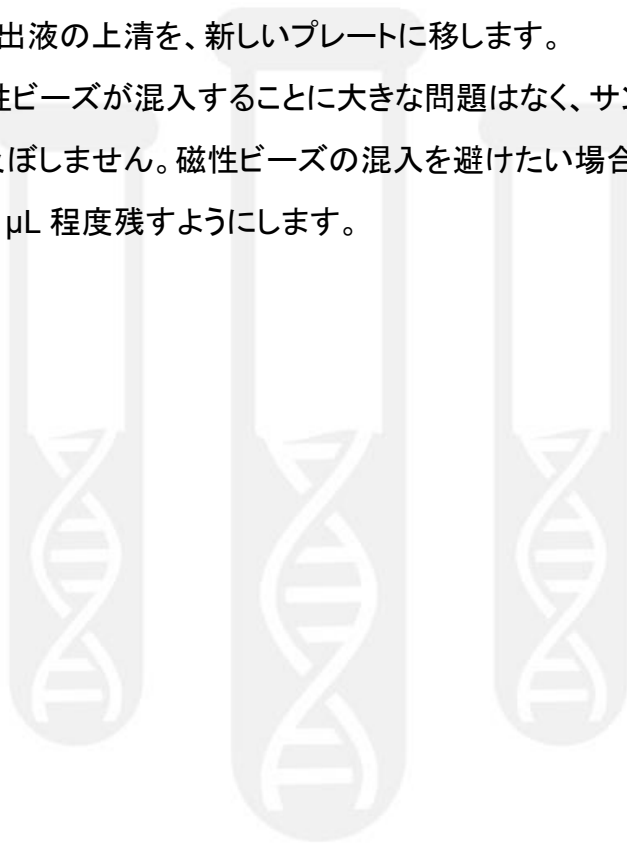 出液の上清を、新しいプレートに移します。
性ビーズが混入することに大きな問題はなく、サン
ぼしません。磁性ビーズの混入を避けたい場合
µL 程度残すようにします。